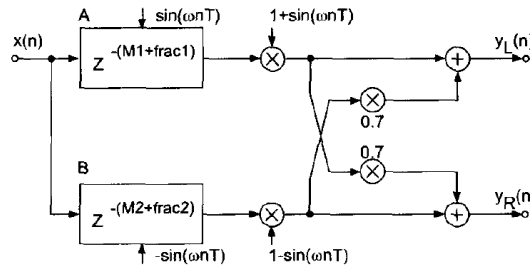 A
sin(ωnT)
1+sin(ωnT)
x(n)
z^-(M1+frac1)
y_L(n)
0.7
0.7
B
z^-(M2+frac2)
y_R(n)
-sin(ωnT)
1-sin(ωnT)